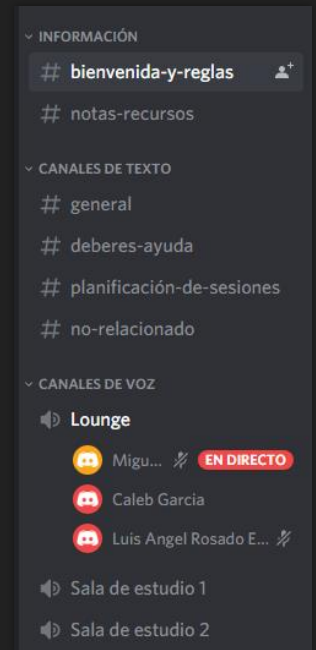 INFORMACIÓN
# bienvenida-y-reglas
# notas-recursos
CANALES DE TEXTO
# general
# deberes-ayuda
# planificación-de-sesiones
# no-relacionado
CANALES DE VOZ
Lounge
Migu... EN DIRECTO
Caleb Garcia
Luis Angel Rosado E...
Sala de estudio 1
Sala de estudio 2